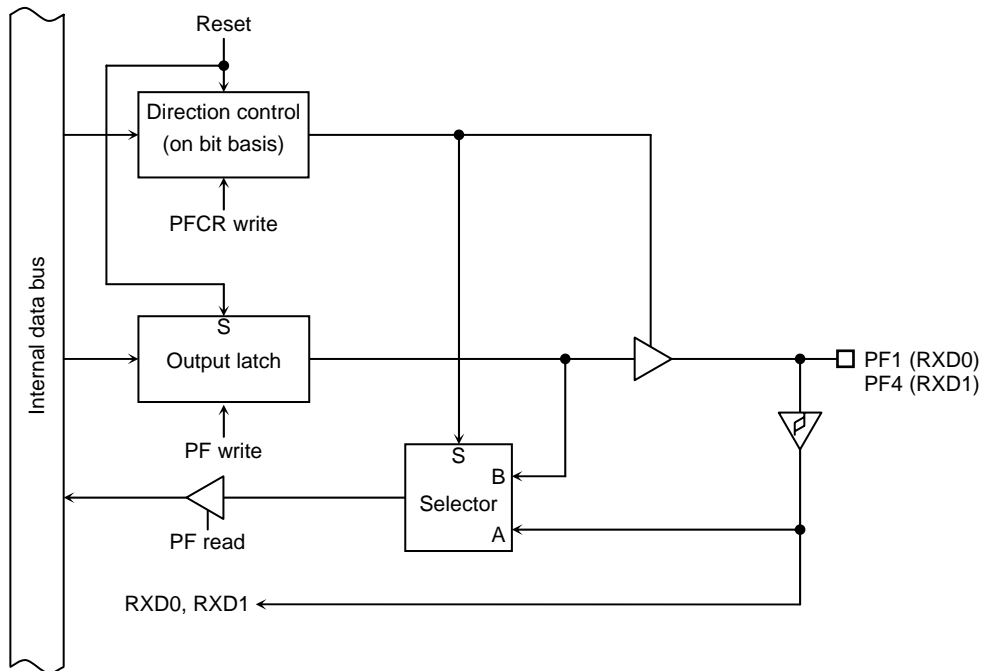 Reset
Direction control
(on bit basis)
PFCR write
Internal data bus
S
Output latch
PF write
PF1 (RXD0)
PF4 (RXD1)
S
B
Selector
A
PF read
RXD0, RXD1